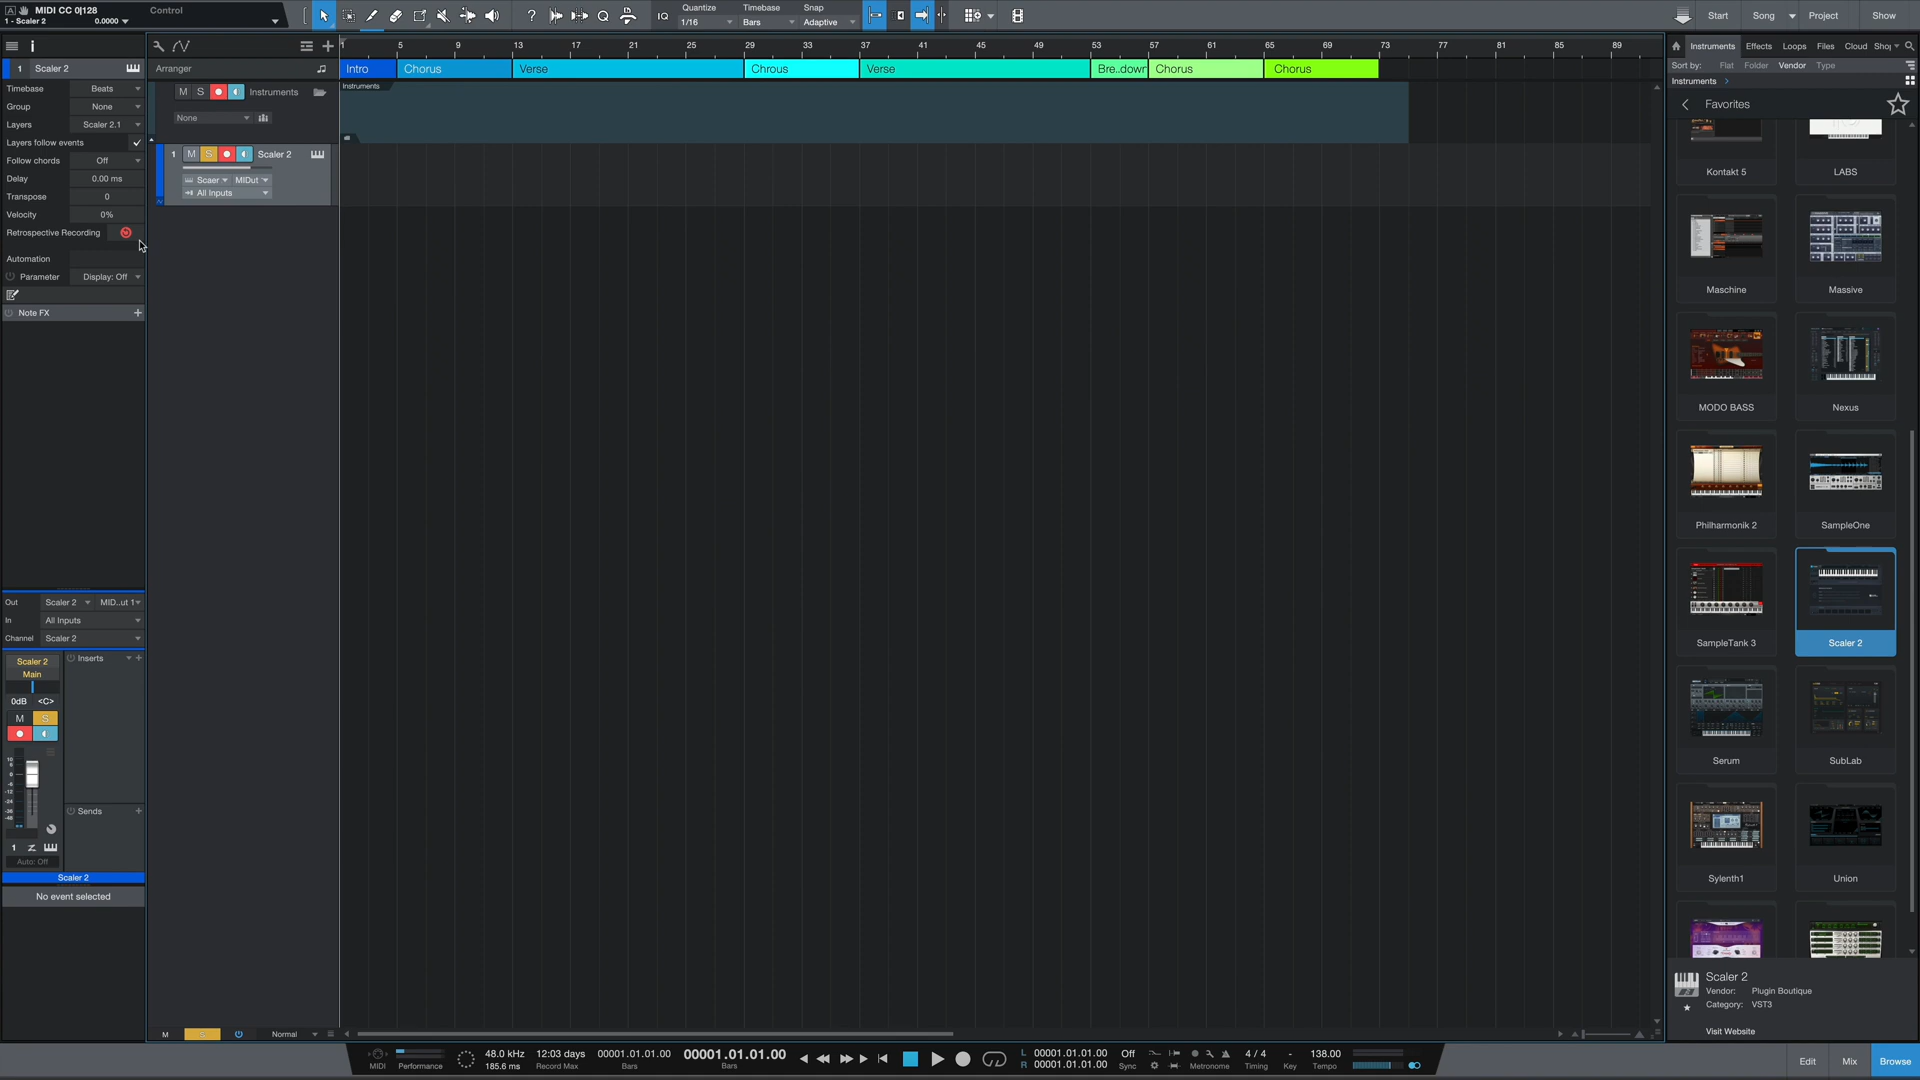 MIDI CC 0|128
Control
1 - Scaler 2
0.0000
IQ
Quantize
1/16
Timebase
Bars
Snap
Adaptive
Start
Song
Project
Show
1 Scaler 2
Timebase Beats
Group None
Layers Scaler 2.1
Layers follow events
Follow chords Off
Delay 0.00 ms
Transpose 0
Velocity 0%
Retrospective Recording
Automation
Parameter Display: Off
Note FX
Out Scaler 2 MID..ut 1
In All Inputs
Channel Scaler 2
Scaler 2
Main
Inserts
0dB <C>
M S
Sends
Auto: Off
Scaler 2
No event selected
Arranger
M S Instruments
None
1 M S Scaler 2
Scaer MIDut
All Inputs
M S Normal
1 5 9 13 17 21 25 29 33 37 41 45 49 53 57 61 65 69 73 77 81 85 89
Intro Chorus Verse Chrous Verse Bre..down Chorus Chorus
Instruments
Instruments Effects Loops Files Cloud Shop
Sort by: Flat Folder Vendor Type
Instruments
Favorites
Kontakt 5 LABS
Maschine Massive
MODO BASS Nexus
Philharmonik 2 SampleOne
SampleTank 3 Scaler 2
Serum SubLab
Sylenth1 Union
Scaler 2
Vendor: Plugin Boutique
Category: VST3
Visit Website
MIDI
Performance
48.0 kHz
185.6 ms
12:03 days
Record Max
00001.01.01.00
Bars
00001.01.01.00
Bars
L 00001.01.01.00
R 00001.01.01.00
Off
Sync
Metronome
4 / 4
Timing
-
Key
138.00
Tempo
Edit Mix Browse